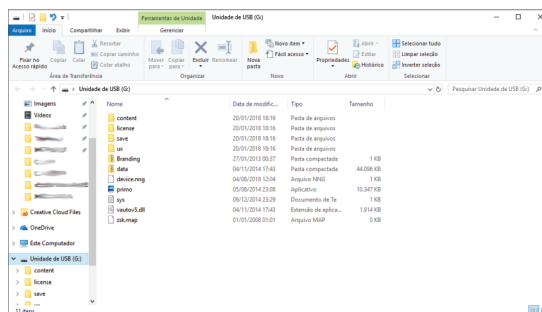 Ferramentas de Unidade
Unidade de USB (G:)
Arquivo
Início
Compartilhar
Exibir
Gerenciar
Fixar no Acesso rápido
Copiar
Colar
Recortar
Copiar caminho
Colar atalho
Mover para
Copiar para
Excluir
Renomear
Nova pasta
Novo item
Fácil acesso
Propriedades
Abrir
Editar
Histórico
Selecionar tudo
Limpar seleção
Inverter seleção
Área de Transferência
Organizar
Novo
Abrir
Selecionar
Unidade de USB (G:)
Pesquisar Unidade de USB (G:)
Imagens
Vídeos
Creative Cloud Files
OneDrive
Este Computador
Unidade de USB (G:)
content
license
save
Nome Data de modific... Tipo Tamanho
content 20/01/2018 18:16 Pasta de arquivos
license 20/01/2018 18:16 Pasta de arquivos
save 20/01/2018 18:16 Pasta de arquivos
ux 20/01/2018 18:16 Pasta de arquivos
Branding 27/01/2013 00:37 Pasta compactada 1 KB
data 04/11/2014 17:43 Pasta compactada 44.096 KB
device.nng 04/08/2018 12:04 Arquivo NNG 1 KB
primo 05/08/2014 23:08 Aplicativo 10.347 KB
sys 09/12/2014 23:29 Documento de Te 1 KB
vautov5.dll 04/11/2014 17:43 Extensão de aplica... 1.914 KB
zsk.map 01/01/2008 01:01 Arquivo MAP 0 KB
11 itens